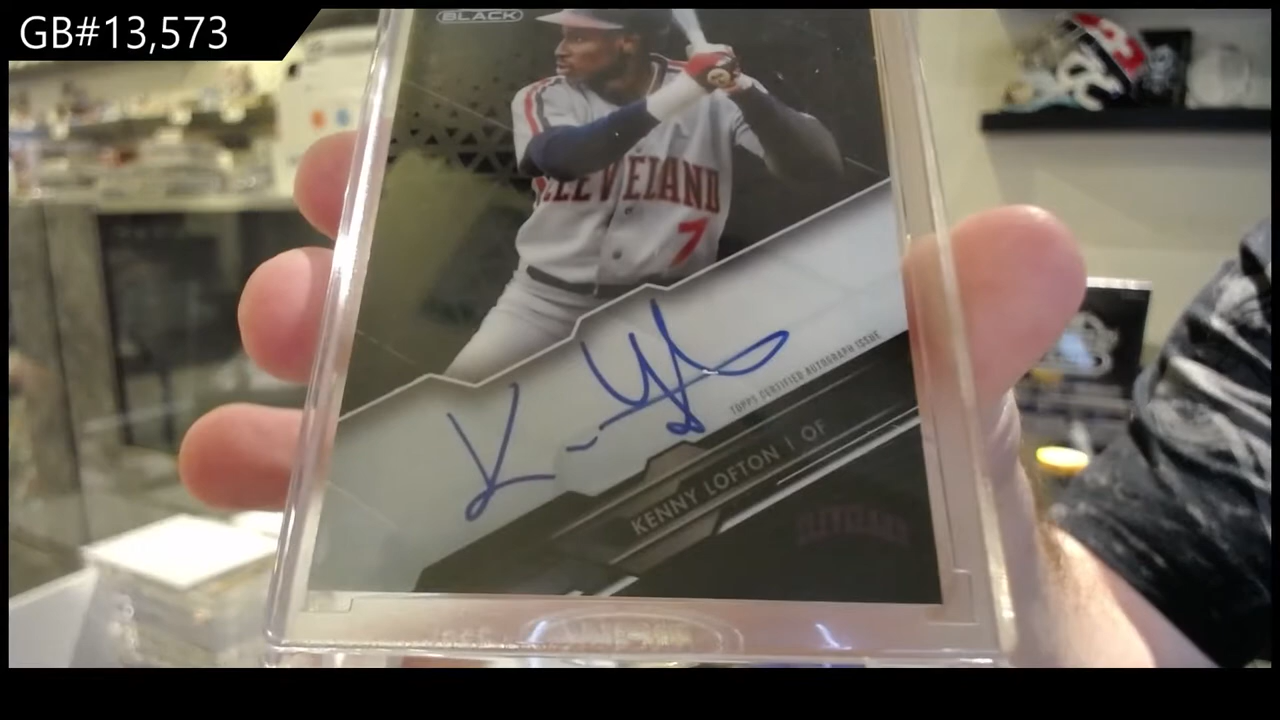 GB#13,573
BLACK
CLEVELAND
7
TOPPS CERTIFIED AUTOGRAPH ISSUE
KENNY LOFTON | OF
CLEVELAND